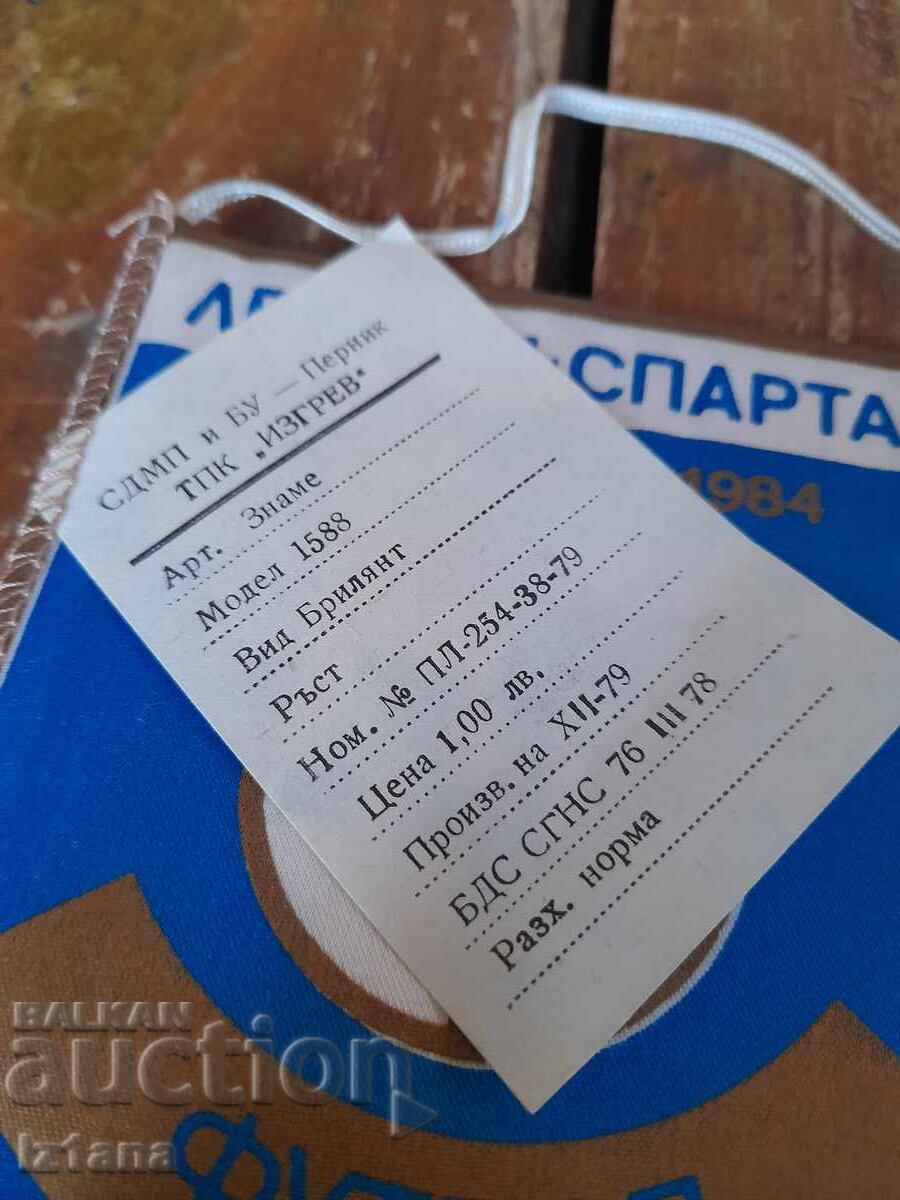 СПАРТА
1984
СДМП и БУ — Перник
ТПК „ИЗГРЕВ"
Арт. Знаме
Модел 1588
Вид Брилянт
Ръст
Ном. № ПЛ-254-38-79
Цена 1,00 лв.
Произв. на XII-79
БДС СГНС 76 III 78
Разх. норма
BALKAN
auction
iz1tana